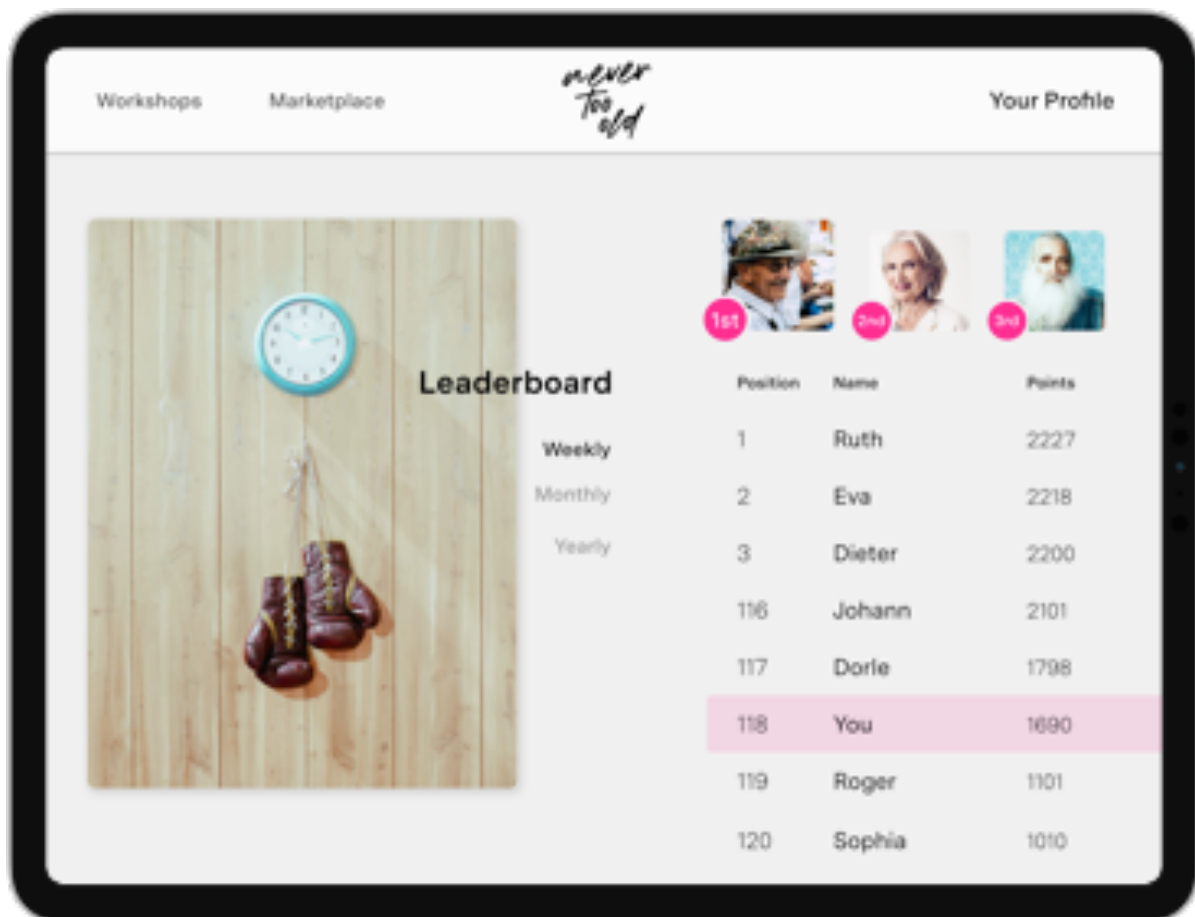 Workshops Marketplace
never
too
old
Your Profile
1st 2nd 3rd
Leaderboard
Weekly
Monthly
Yearly
Position Name Points
1 Ruth 2227
2 Eva 2218
3 Dieter 2200
116 Johann 2101
117 Dorle 1798
118 You 1690
119 Roger 1101
120 Sophia 1010